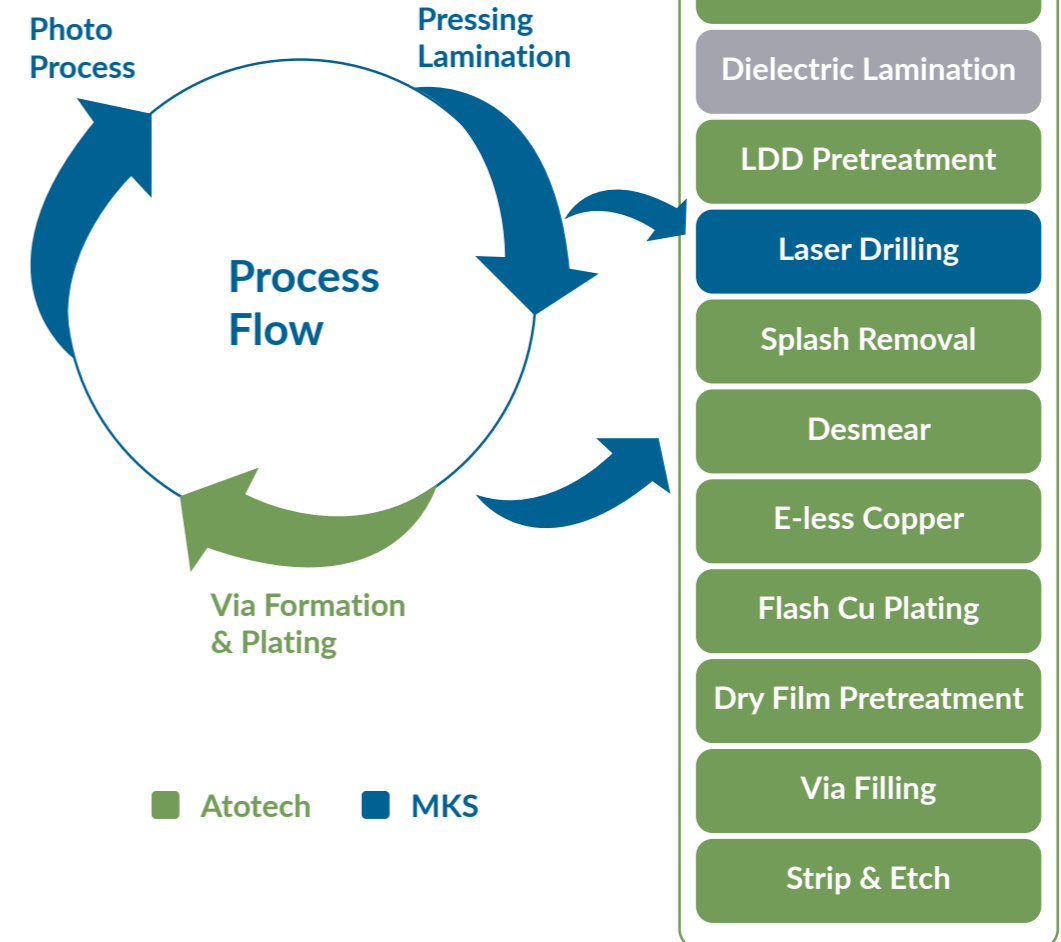 Photo
Process
Pressing
Lamination
Process
Flow
Via Formation
& Plating
Atotech
MKS
Dielectric Lamination
LDD Pretreatment
Laser Drilling
Splash Removal
Desmear
E-less Copper
Flash Cu Plating
Dry Film Pretreatment
Via Filling
Strip & Etch